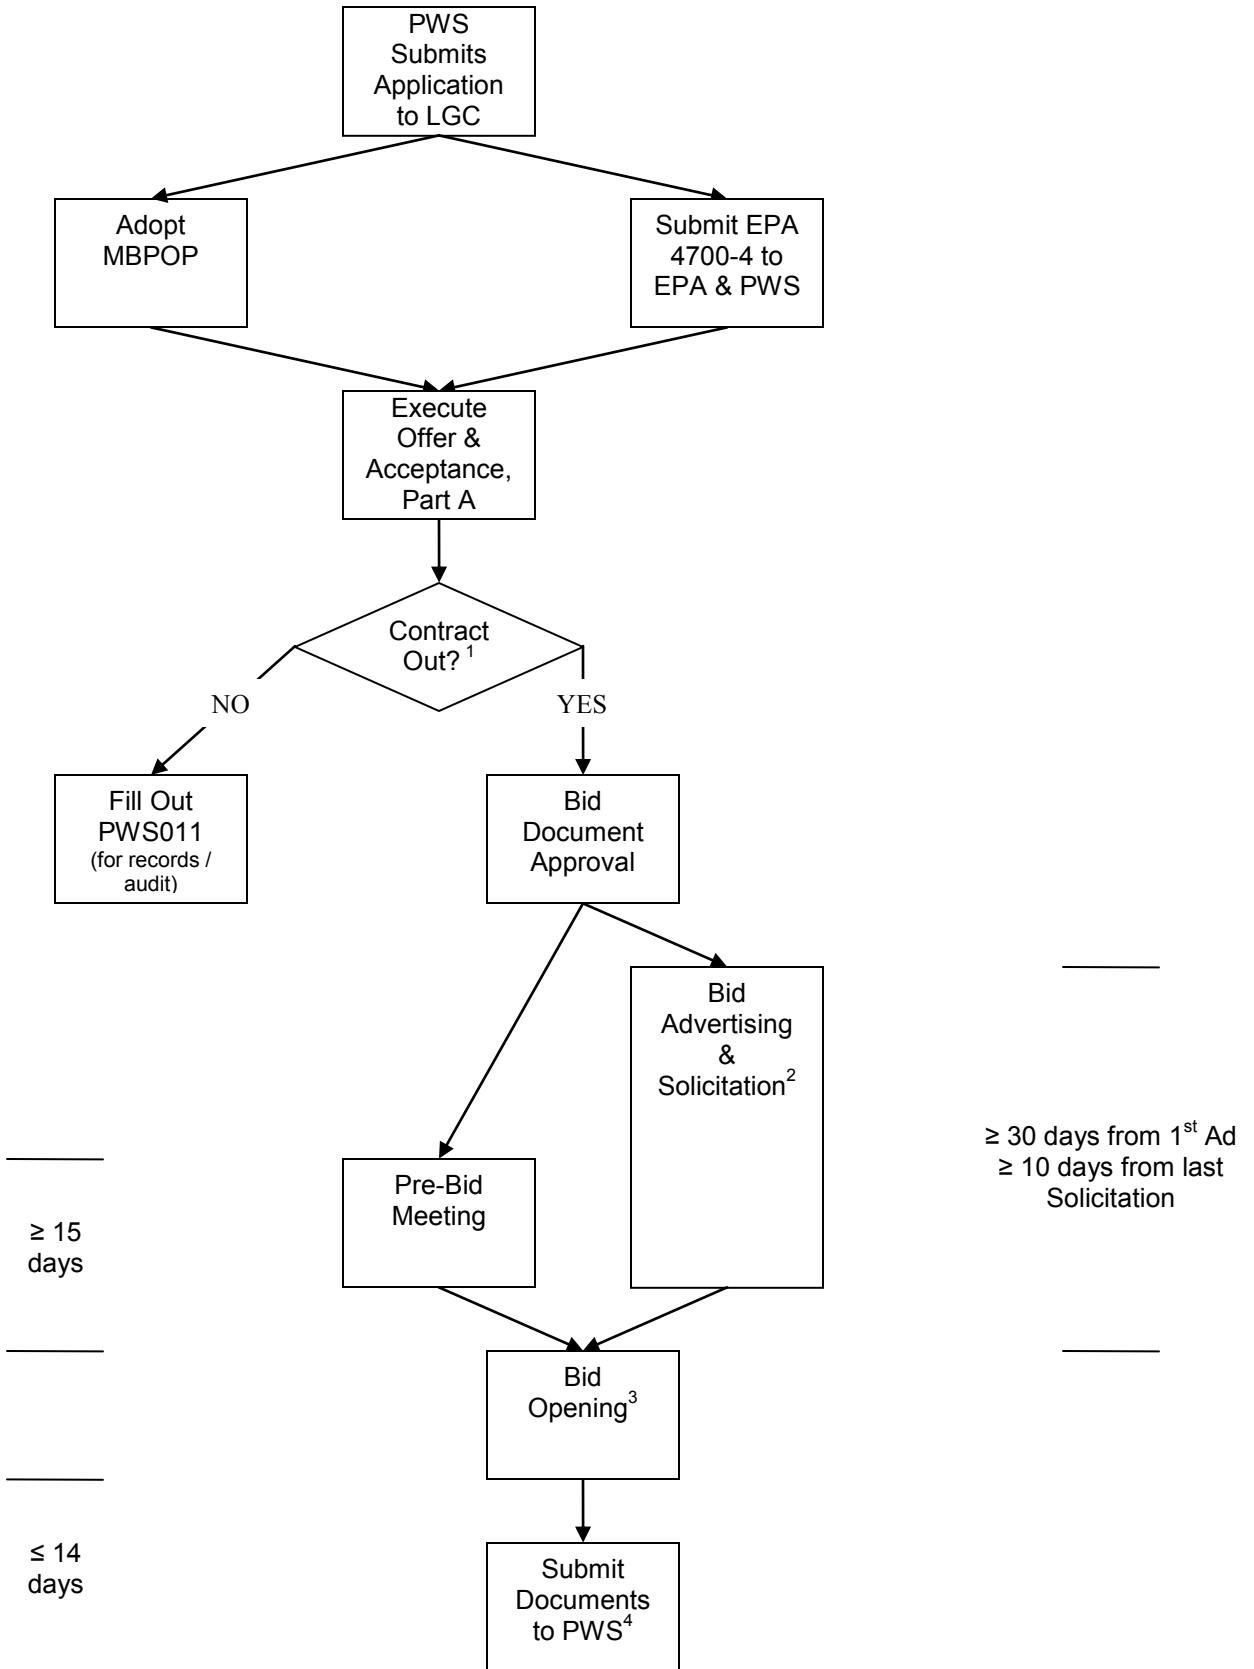 PWS
Submits
Application
to LGC
Adopt
MBPOP
Submit EPA
4700-4 to
EPA & PWS
Execute
Offer &
Acceptance,
Part A
Contract
Out? 1
NO
YES
Fill Out
PWS011
(for records /
audit)
Bid
Document
Approval
Bid
Advertising
&
Solicitation2
≥ 30 days from 1st Ad
≥ 10 days from last
Solicitation
Pre-Bid
Meeting
≥ 15
days
Bid
Opening3
≤ 14
days
Submit
Documents
to PWS4